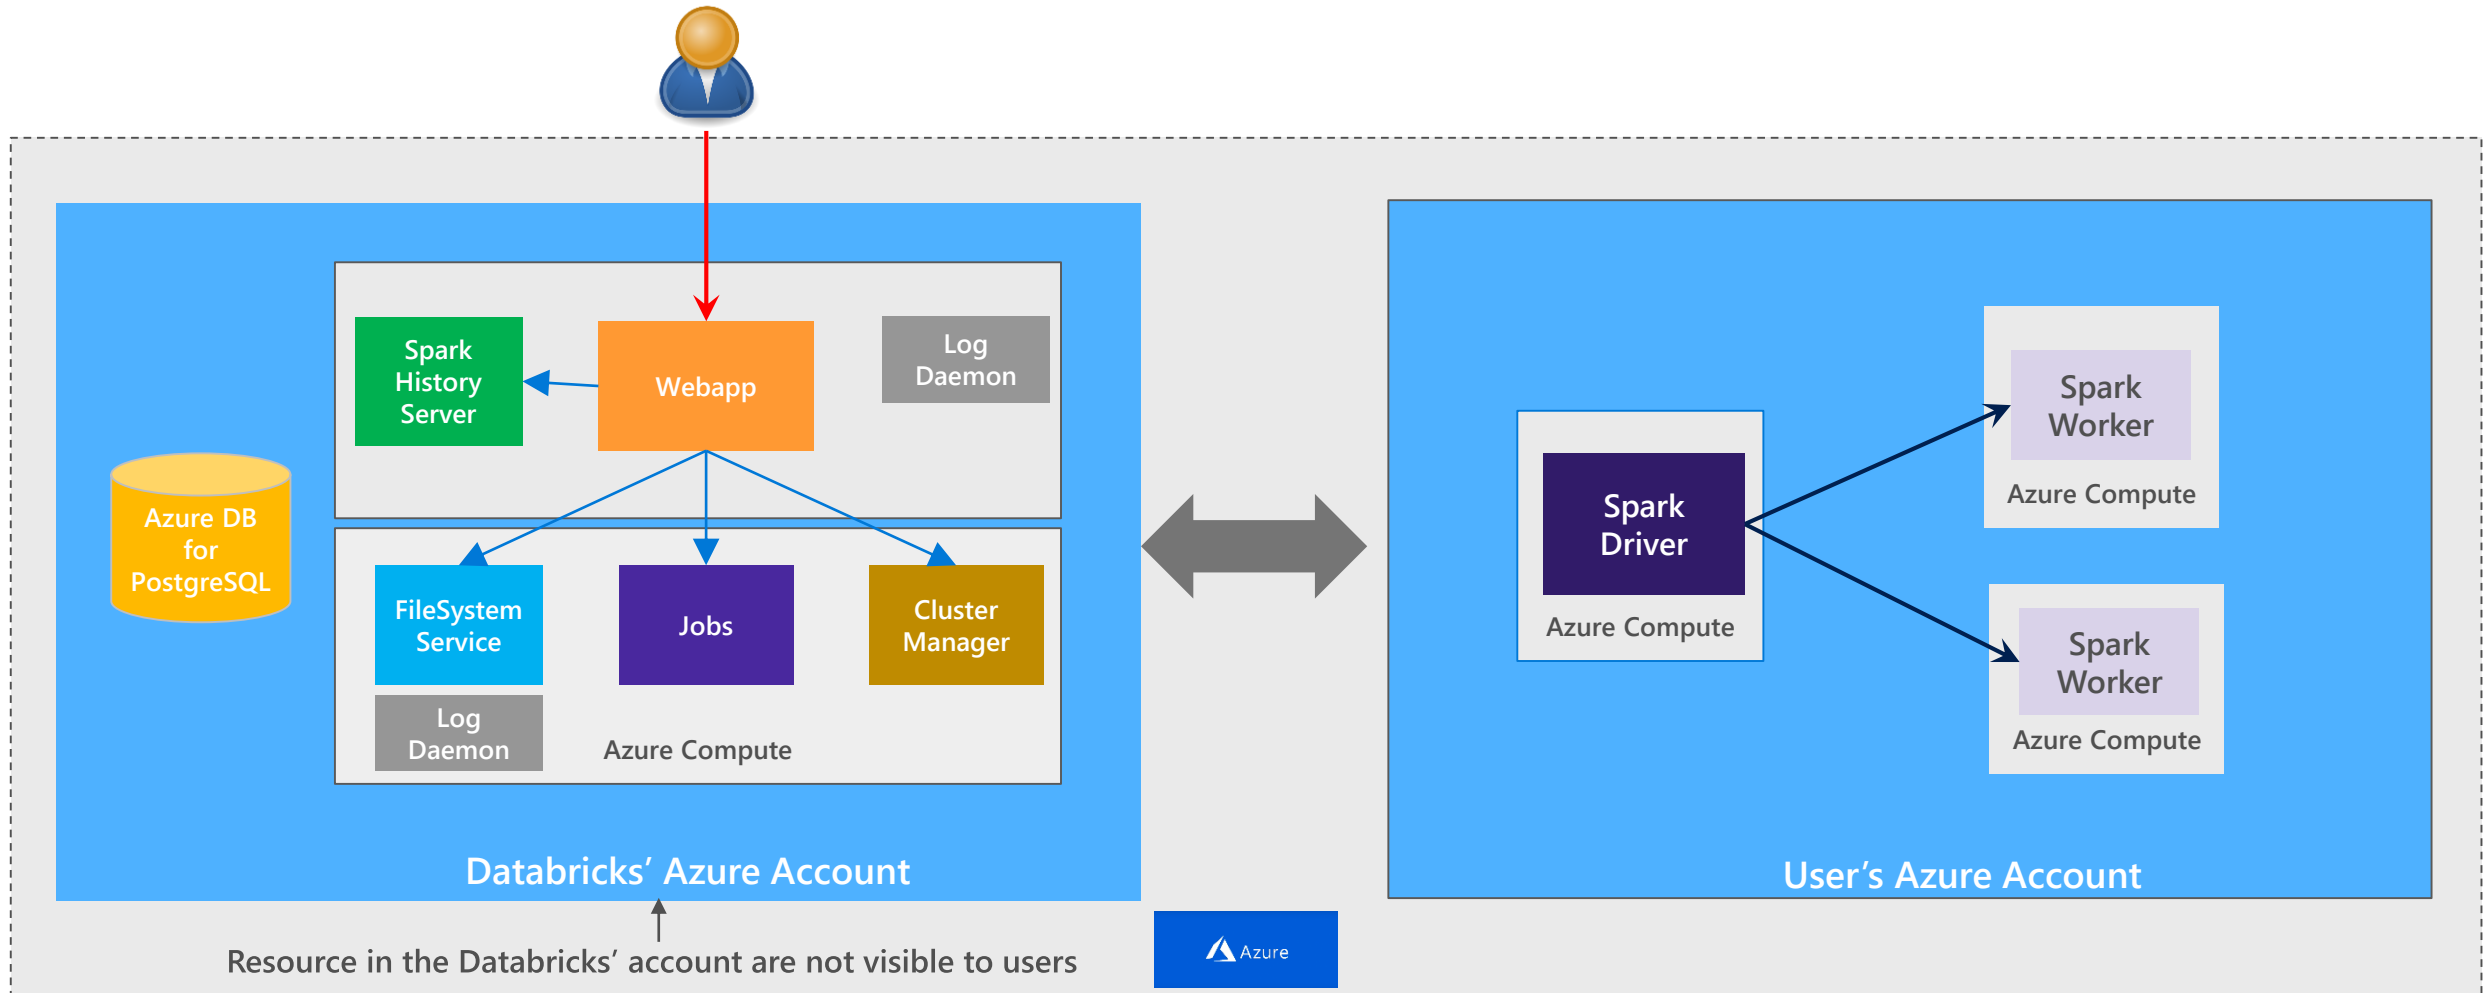 Spark
History
Server
Webapp
Log
Daemon
Azure DB
for
PostgreSQL
FileSystem
Service
Jobs
Cluster
Manager
Log
Daemon
Azure Compute
Databricks’ Azure Account
Resource in the Databricks’ account are not visible to users
Azure
Spark
Driver
Azure Compute
Spark
Worker
Azure Compute
Spark
Worker
Azure Compute
User’s Azure Account